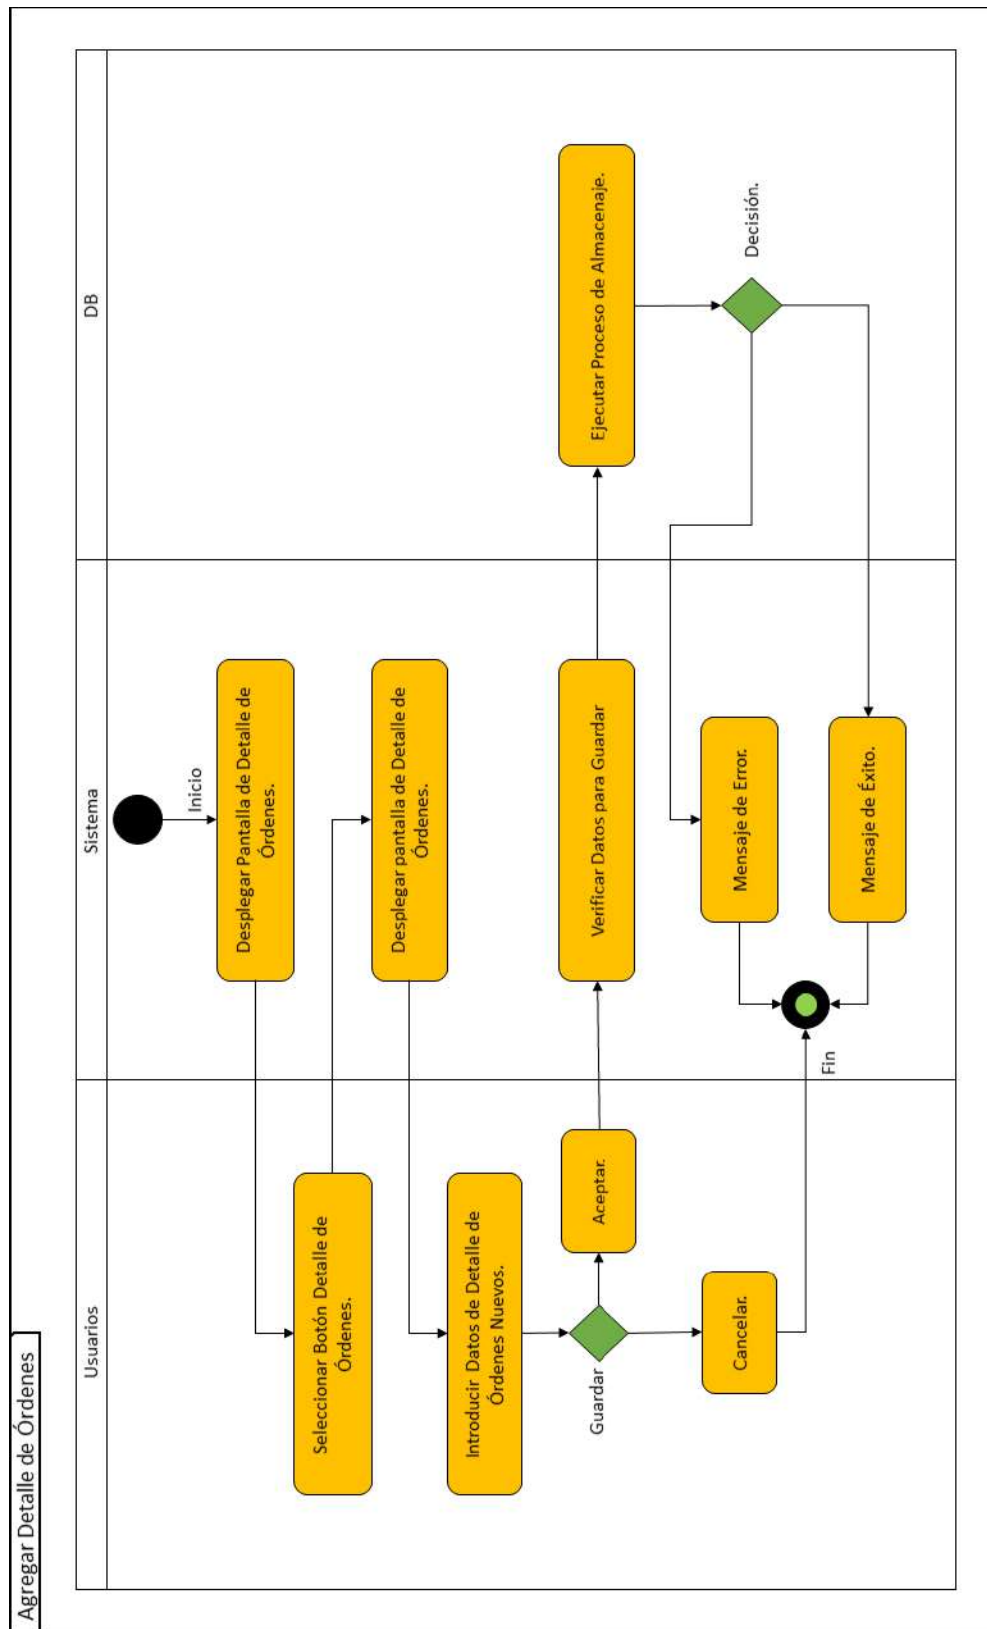 Agregar Detalle de Órdenes
Usuarios
Sistema
DB
Inicio
Desplegar Pantalla de Detalle de
Órdenes.
Seleccionar Botón Detalle de
Órdenes.
Desplegar pantalla de Detalle de
Órdenes.
Introducir Datos de Detalle de
Órdenes Nuevos.
Guardar
Aceptar.
Verificar Datos para Guardar
Ejecutar Proceso de Almacenaje.
Cancelar.
Mensaje de Error.
Decisión.
Fin
Mensaje de Éxito.